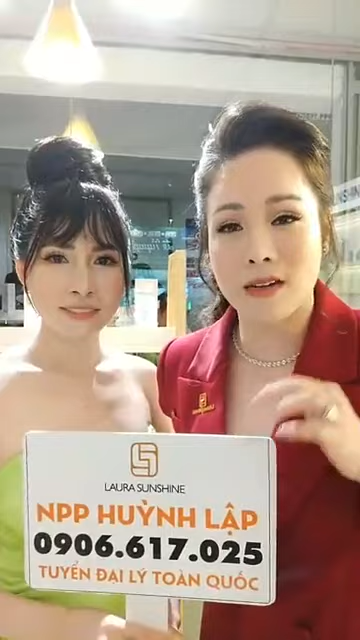 LAURA SUNSHINE
NPP HUỲNH LẬP
0906.617.025
TUYỂN ĐẠI LÝ TOÀN QUỐC